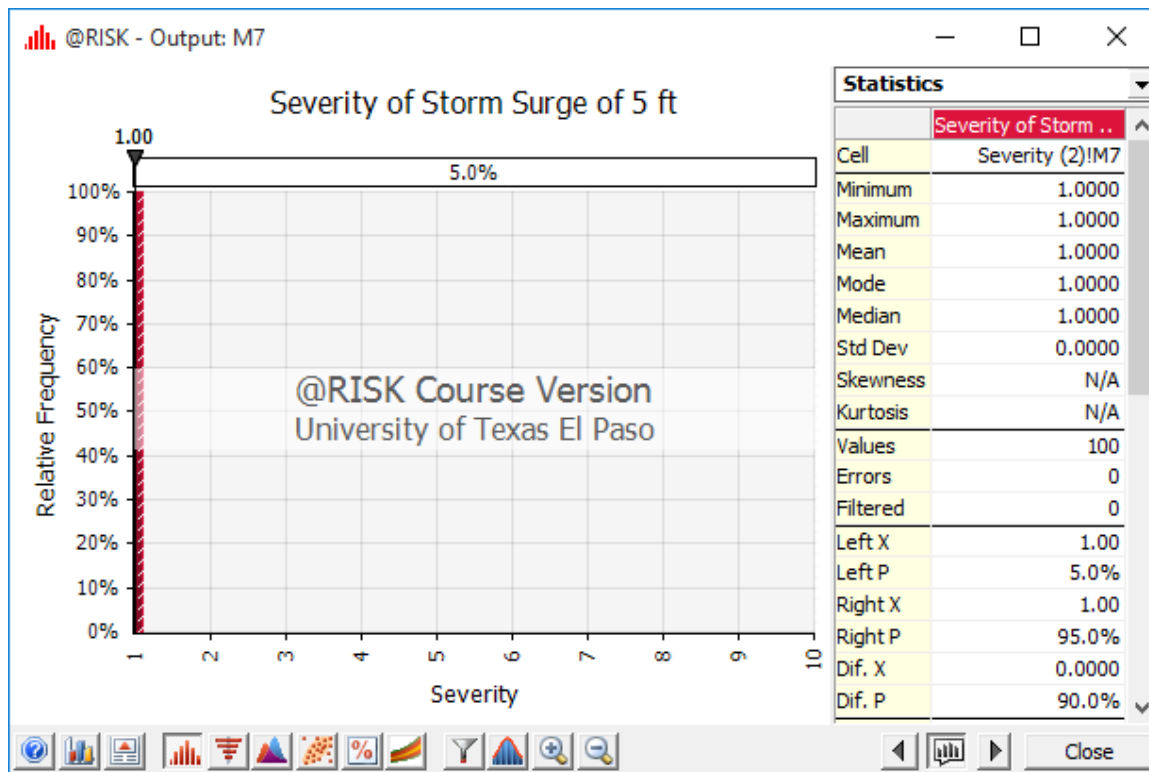 @RISK - Output: M7
Severity of Storm Surge of 5 ft
1.00
5.0%
100%
90%
80%
70%
60%
50%
40%
30%
20%
10%
0%
Relative Frequency
@RISK Course Version
University of Texas El Paso
1 2 3 4 5 6 7 8 9 10
Severity
Statistics
Severity of Storm ..
Cell Severity (2)!M7
Minimum 1.0000
Maximum 1.0000
Mean 1.0000
Mode 1.0000
Median 1.0000
Std Dev 0.0000
Skewness N/A
Kurtosis N/A
Values 100
Errors 0
Filtered 0
Left X 1.00
Left P 5.0%
Right X 1.00
Right P 95.0%
Dif. X 0.0000
Dif. P 90.0%
Close